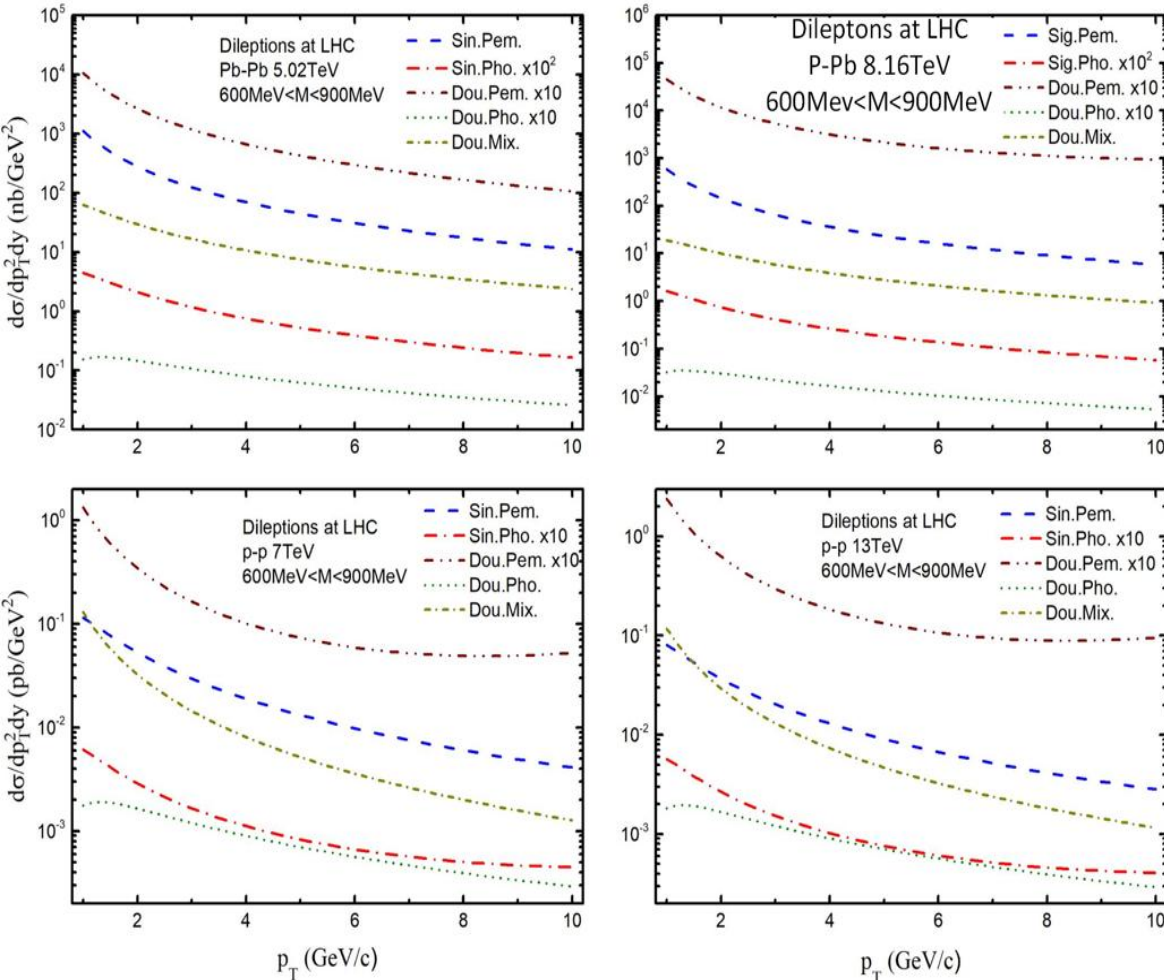 10^5
10^4
10^3
10^2
10^1
10^0
10^-1
10^-2
dσ/dp_T^2dy (nb/GeV^2)
Dileptions at LHC
Pb-Pb 5.02TeV
600MeV<M<900MeV
Sin.Pem.
Sin.Pho. x10^2
Dou.Pem. x10
Dou.Pho. x10
Dou.Mix.
2 4 6 8 10
10^6
10^5
10^4
10^3
10^2
10^1
10^0
10^-1
10^-2
Dileptions at LHC
P-Pb 8.16TeV
600Mev<M<900MeV
Sig.Pem.
Sig.Pho. x10^2
Dou.Pem. x10
Dou.Pho. x10
Dou.Mix.
2 4 6 8 10
10^0
10^-1
10^-2
10^-3
dσ/dp_T^2dy (pb/GeV^2)
Dileptions at LHC
p-p 7TeV
600MeV<M<900MeV
Sin.Pem.
Sin.Pho. x10
Dou.Pem. x10
Dou.Pho.
Dou.Mix.
2 4 6 8 10
p_T (GeV/c)
10^0
10^-1
10^-2
10^-3
Dileptions at LHC
p-p 13TeV
600MeV<M<900MeV
Sin.Pem.
Sin.Pho. x10
Dou.Pem. x10
Dou.Pho.
Dou.Mix.
2 4 6 8 10
p_T (GeV/c)